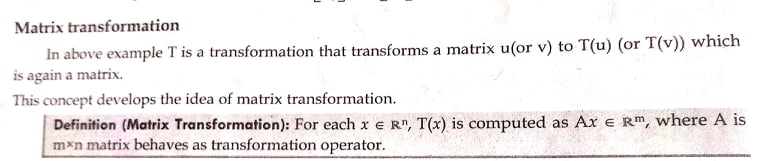 Matrix transformation
In above example T is a transformation that transforms a matrix u(or v) to T(u) (or T(v)) which
is again a matrix.
This concept develops the idea of matrix transformation.
Definition (Matrix Transformation): For each x ∈ ℝⁿ, T(x) is computed as Ax ∈ ℝᵐ, where A is
m×n matrix behaves as transformation operator.